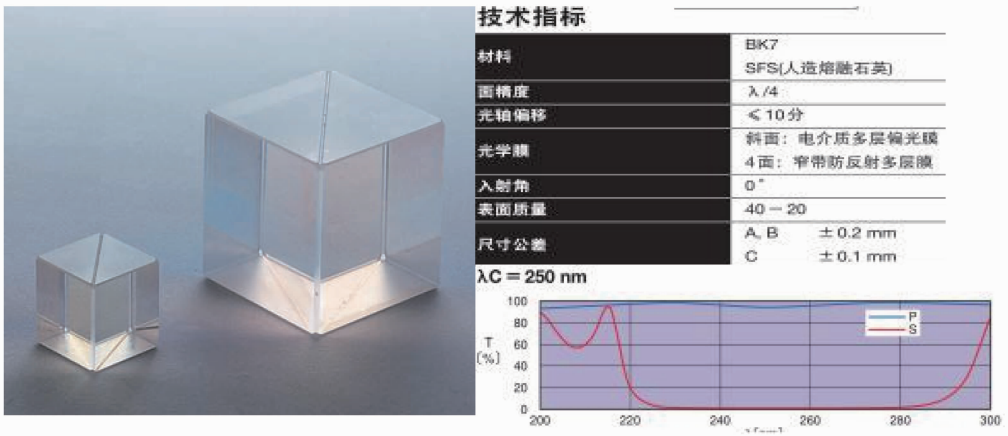 技术指标
材料
BK7
SFS(人造熔融石英)
面精度
λ/4
光轴偏移
≤10分
光学膜
斜面：电介质多层偏光膜
4面：窄带防反射多层膜
入射角
0°
表面质量
40－20
尺寸公差
A, B ±0.2 mm
C ±0.1 mm
λC = 250 nm
T
(%)
100
80
60
40
20
0
P
S
200 220 240 260 280 300